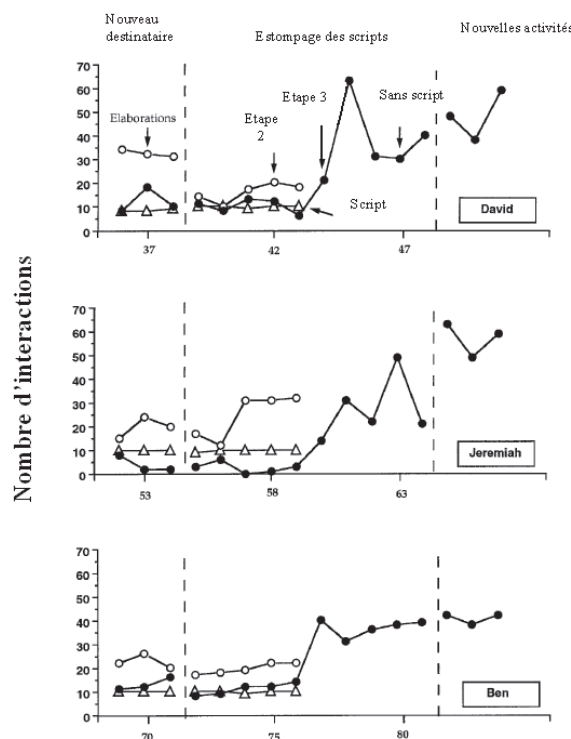 Nouveau
destinataire
Estompage des scripts
Nouvelles activités
Nombre d'interactions
70
60
50
40
30
20
10
0
Elaborations
Etape
2
Etape 3
Sans script
Script
David
37
42
47
70
60
50
40
30
20
10
0
Jeremiah
53
58
63
70
60
50
40
30
20
10
0
Ben
70
75
80